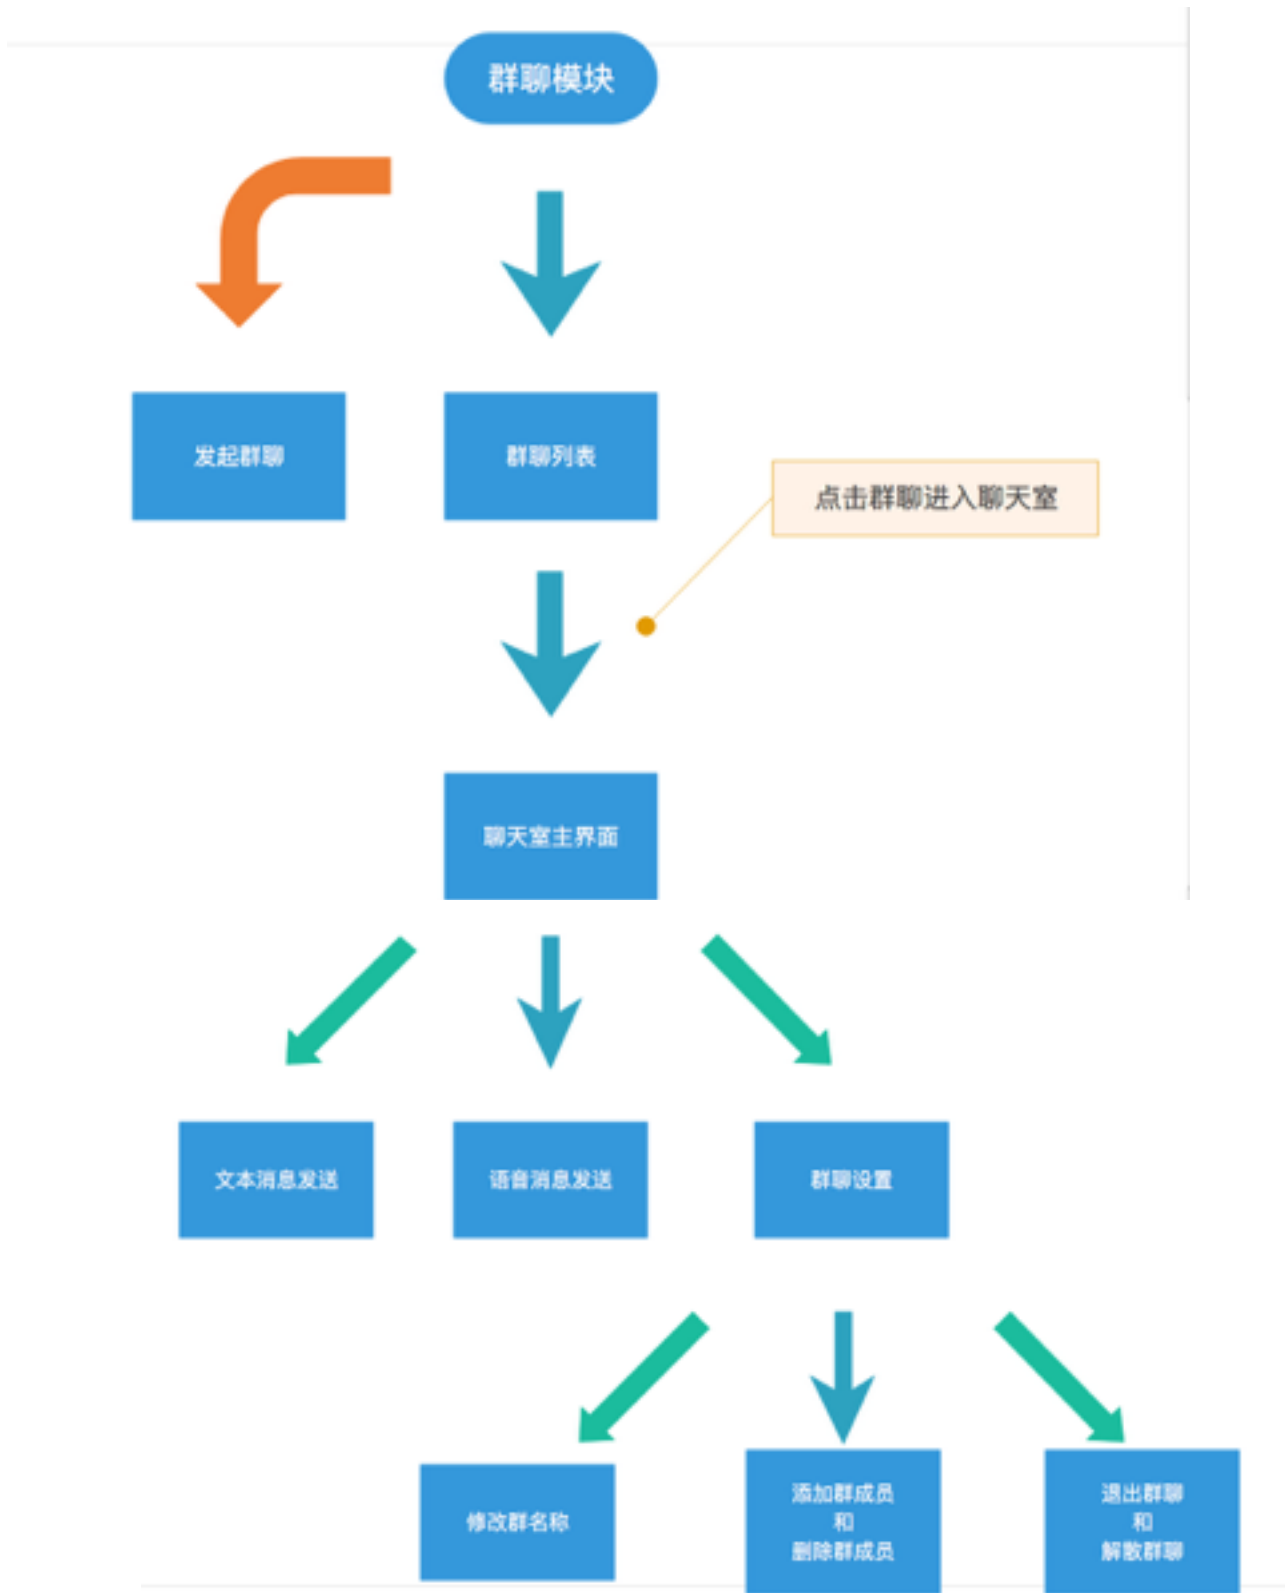 群聊模块
发起群聊
群聊列表
点击群聊进入聊天室
聊天室主界面
文本消息发送
语音消息发送
群聊设置
修改群名称
添加群成员
和
删除群成员
退出群聊
和
解散群聊